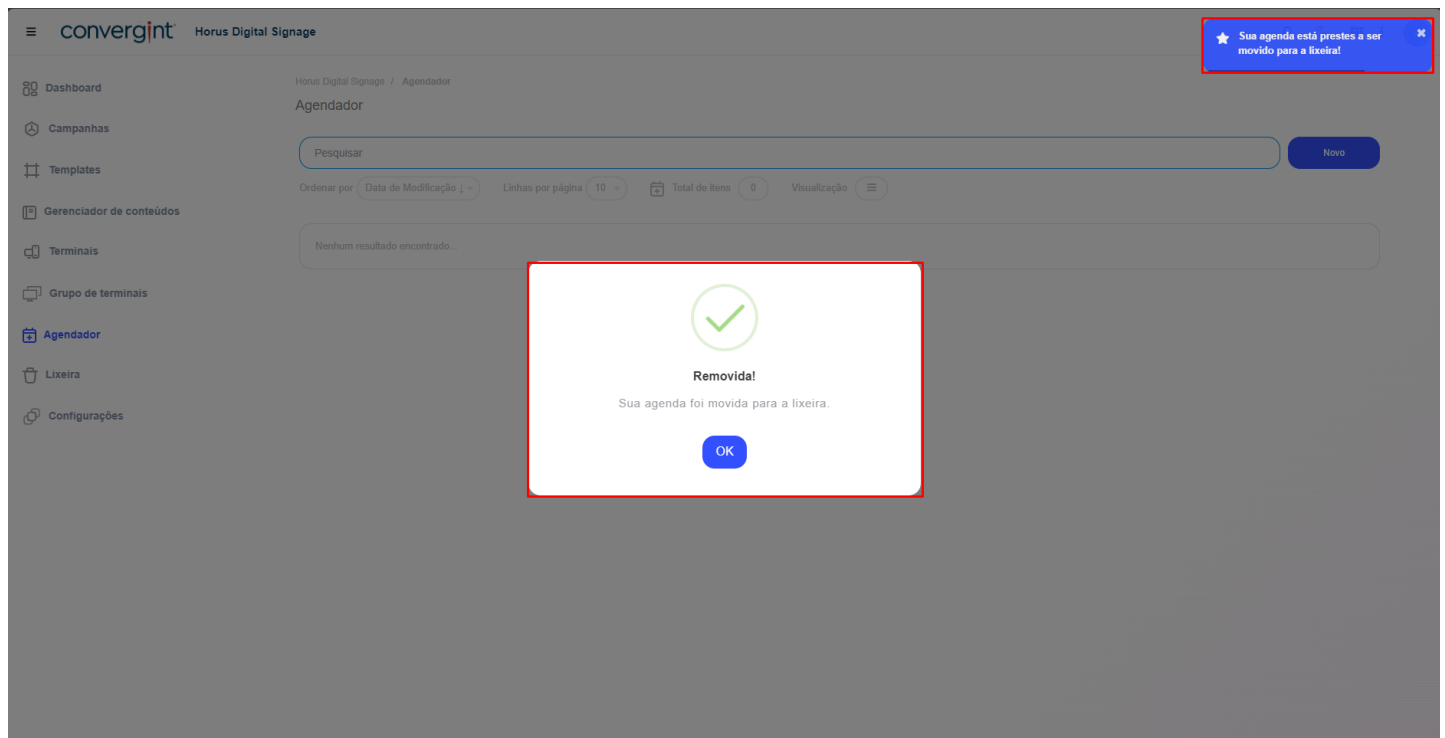 convergint Horus Digital Signage
Sua agenda está prestes a ser
movido para a lixeira!
Dashboard
Campanhas
Templates
Gerenciador de conteúdos
Terminais
Grupo de terminais
Agendador
Lixeira
Configurações
Horus Digital Signage / Agendador
Agendador
Pesquisar
Novo
Ordenar por Data de Modificação ↓ Linhas por página 10 Total de itens 0 Visualização
Nenhum resultado encontrado...
Removida!
Sua agenda foi movida para a lixeira.
OK